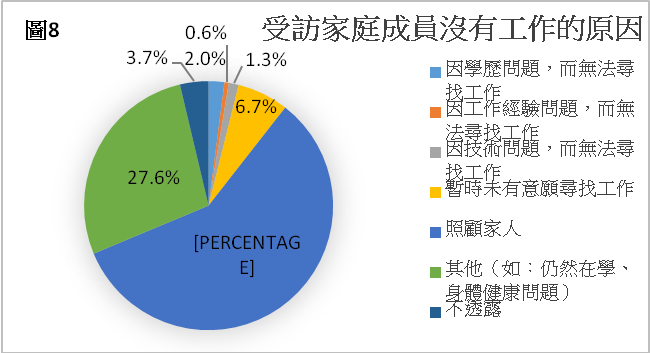 圖8
受訪家庭成員沒有工作的原因
0.6%
3.7%
2.0%
1.3%
6.7%
27.6%
[PERCENTAG
E]
因學歷問題，而無法尋
找工作
因工作經驗問題，而無
法尋找工作
因技術問題，而無法尋
找工作
暫時未有意願尋找工作
照顧家人
其他（如：仍然在學、
身體健康問題）
不透露